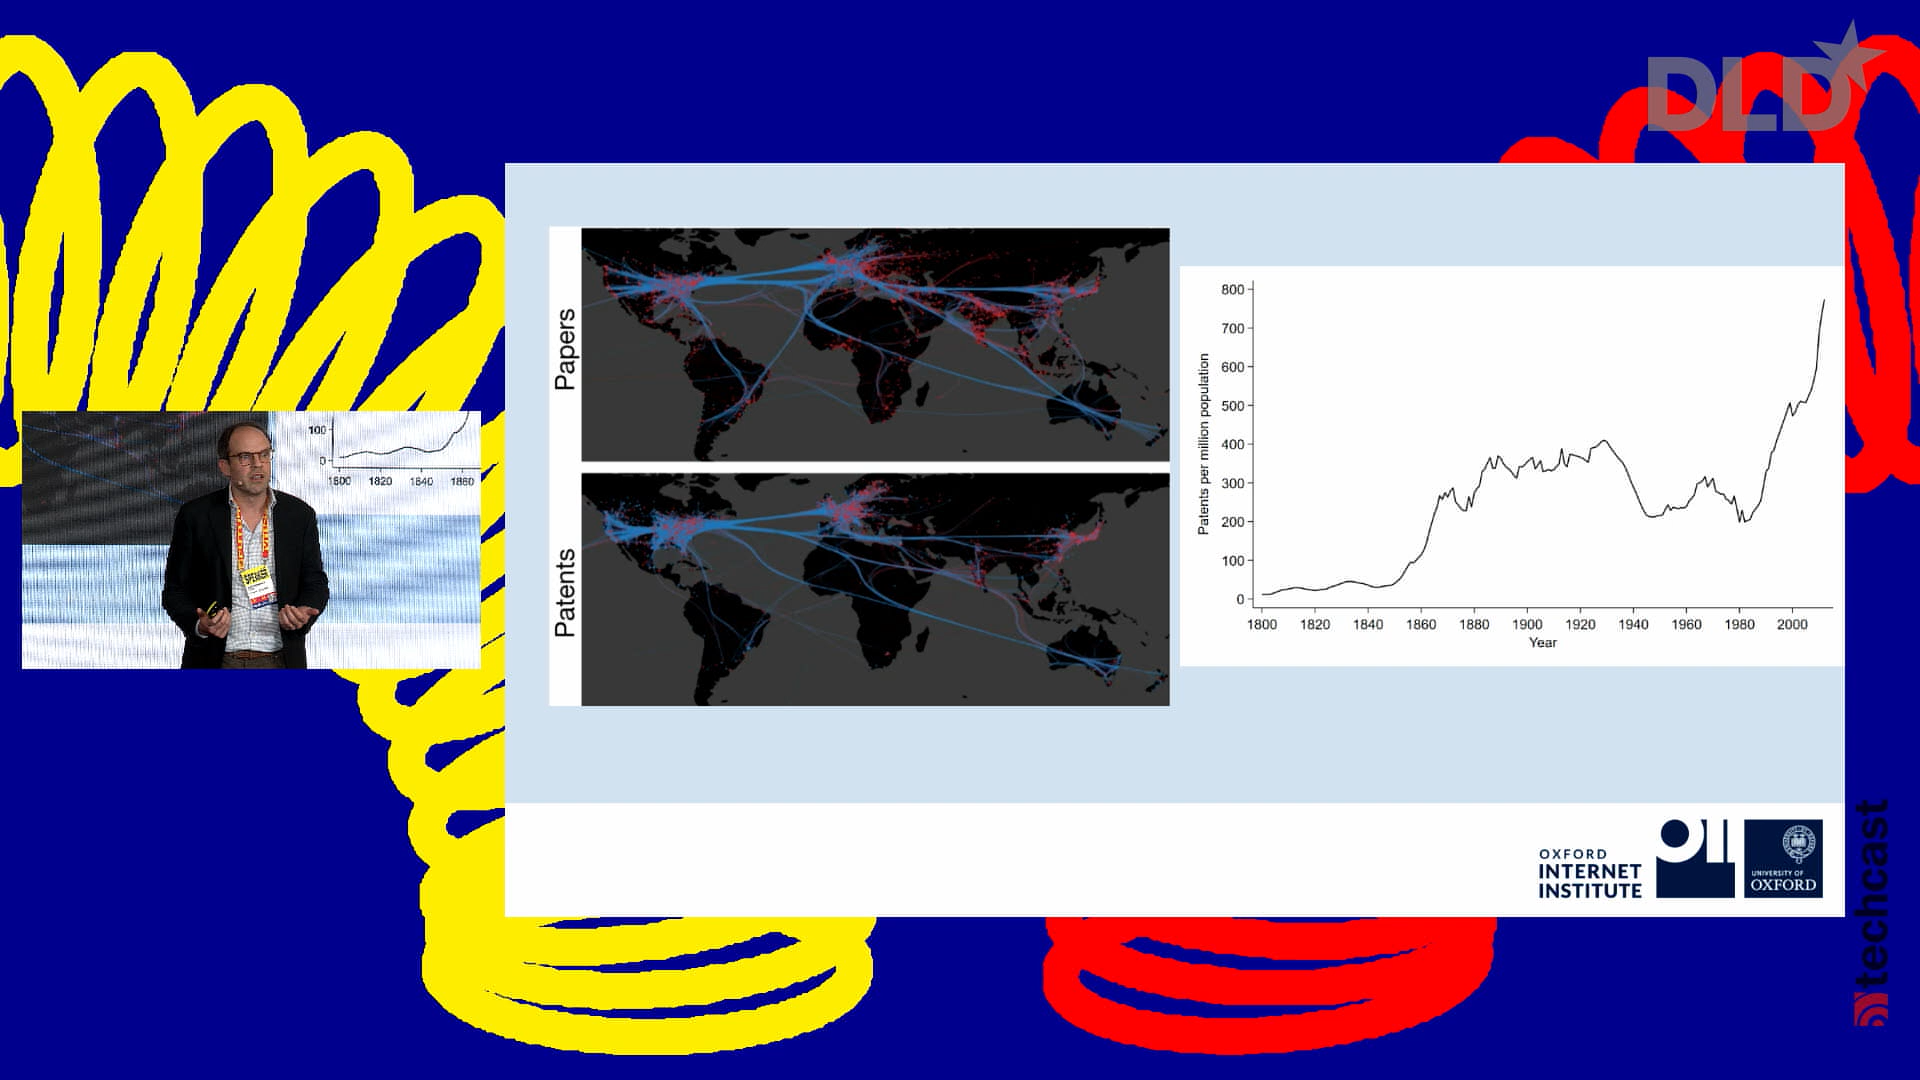 DLD
Papers
Patents
Patents per million population
800
700
600
500
400
300
200
100
0
1800 1820 1840 1860 1880 1900 1920 1940 1960 1980 2000
Year
100
0
1800 1820 1840 1860
SPEAKER
OXFORD
INTERNET
INSTITUTE
OII
UNIVERSITY OF
OXFORD
techcast